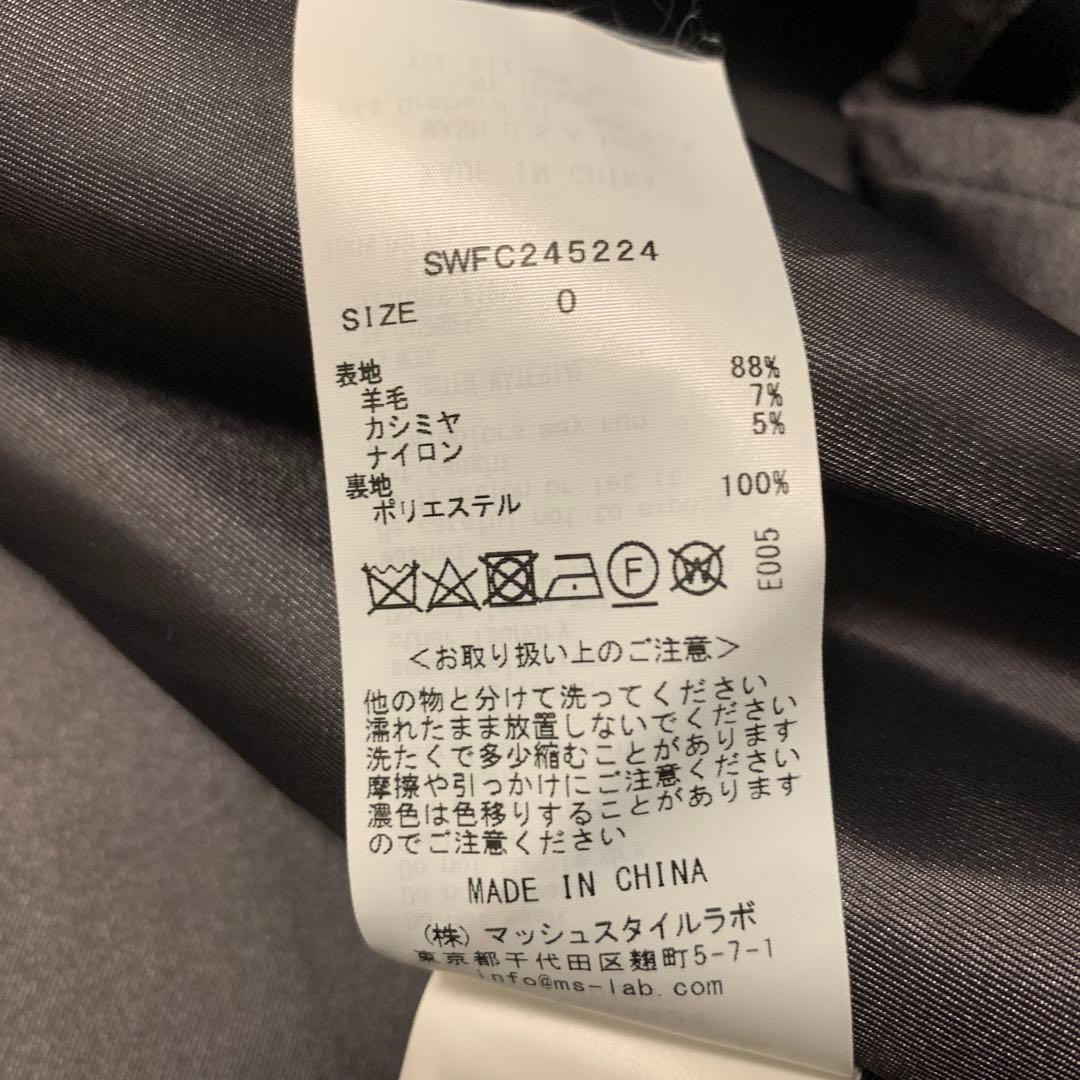 SWFC245224
SIZE 0
表地
羊毛 88%
カシミヤ 7%
ナイロン 5%
裏地
ポリエステル 100%
F
W
E005
<お取り扱い上のご注意>
他の物と分けて洗ってください
濡れたまま放置しないでください
洗たくで多少縮むことがあります
摩擦や引っかけにご注意ください
濃色は色移りすることがあります
のでご注意ください
MADE IN CHINA
(株)マッシュスタイルラボ
東京都千代田区麹町5-7-1
info@ms-lab.com